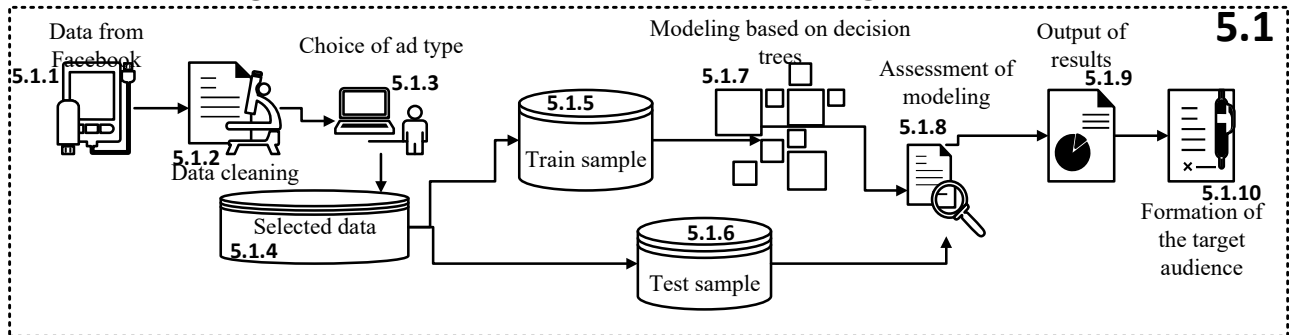 5.1
Data from
Facebook
5.1.1
5.1.2
Data cleaning
Choice of ad type
5.1.3
Selected data
5.1.4
5.1.5
Train sample
5.1.6
Test sample
Modeling based on decision
trees
5.1.7
Assessment of
modeling
5.1.8
Output of
results
5.1.9
5.1.10
Formation of
the target
audience